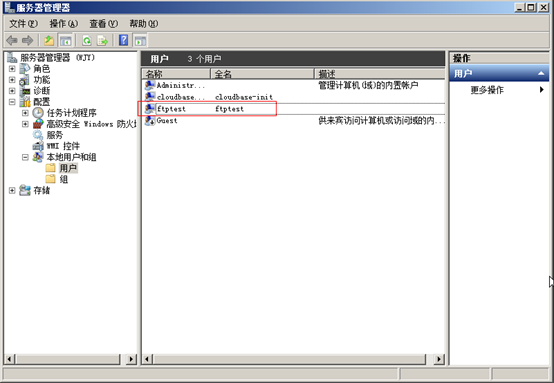 服务器管理器
文件(F) 操作(A) 查看(V) 帮助(H)
服务器管理器 (WJY)
角色
功能
诊断
配置
任务计划程序
高级安全 Windows 防火墙
服务
WMI 控件
本地用户和组
用户
组
存储
用户 3 个用户
名称 全名 描述
Administr... 管理计算机(域)的内置帐户
cloudbase... cloudbase-init
ftptest ftptest
Guest 供来宾访问计算机或访问域的内...
操作
用户
更多操作